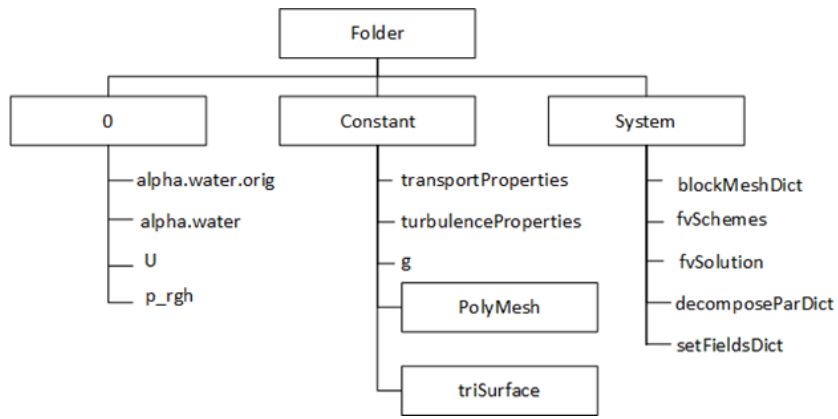 Folder
0
Constant
System
alpha.water.orig
alpha.water
U
p_rgh
transportProperties
turbulenceProperties
g
PolyMesh
triSurface
blockMeshDict
fvSchemes
fvSolution
decomposeParDict
setFieldsDict